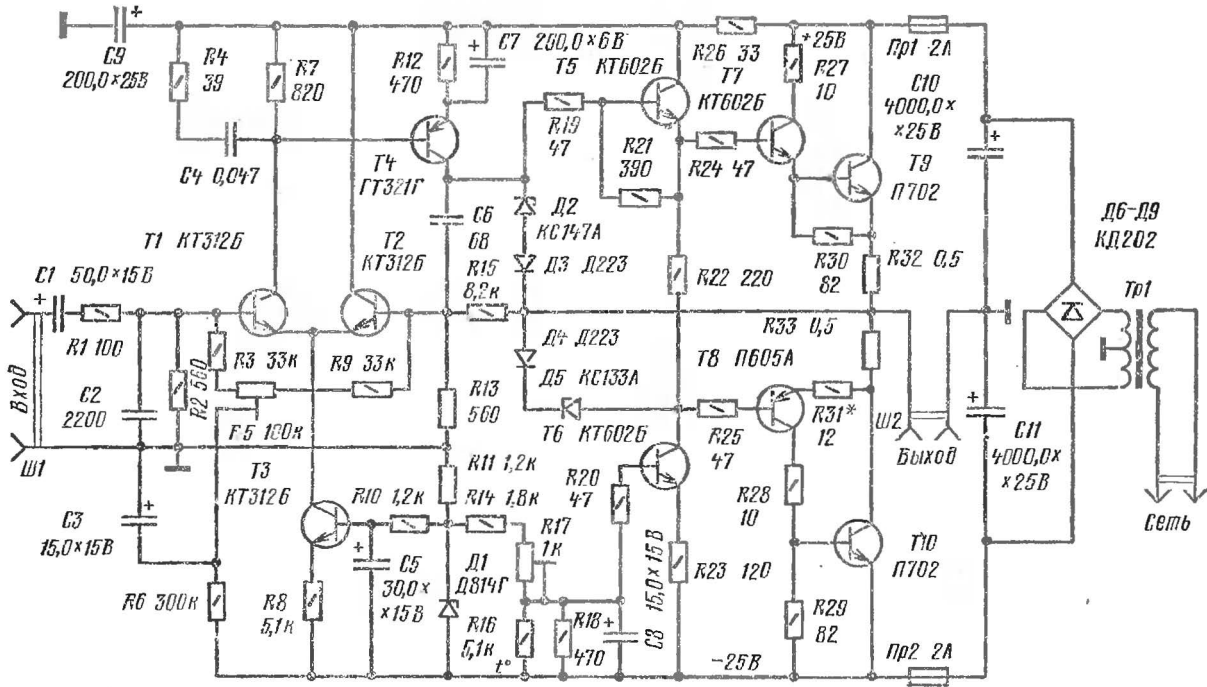 C9
200,0×25В
R4
39
R7
820
R12
470
C7 200,0×6В
T5 КТ602Б
R26 33
+25В
R27
10
Пр1 2А
C10
4000,0×
×25В
T7
КТ602Б
R19
47
R21
390
R24 47
T9
П702
C4 0,047
T4
ГТ321Г
Д2
КС147А
C6
68
Д6-Д9
КД202
T1 КТ312Б
T2
КТ312Б
Д3 Д223
R22 220
R30
82
R32 0,5
Тр1
C1 50,0×15В
R15
8,2к
R1 100
R3 33к
R9 33к
Д4 Д223
R33 0,5
T8 П605А
Вход
C2
2200
R2 560
R5 100к
R13
560
Д5 КС133А
R31*
12
Ш2
Выход
C11
4000,0×
×25В
Ш1
T6 КТ602Б
R25
47
T3
КТ312Б
R11 1,2к
R10 1,2к
R14 1,8к
R20
47
R28
10
C3
15,0×15В
R17
1к
Сеть
C5
30,0×
×15В
Д1
Д814Г
15,0×15В
C8
R23 120
T10
П702
R6 300к
R8
5,1к
R16
5,1к
t°
R18
470
R29
82
-25В
Пр2 2А